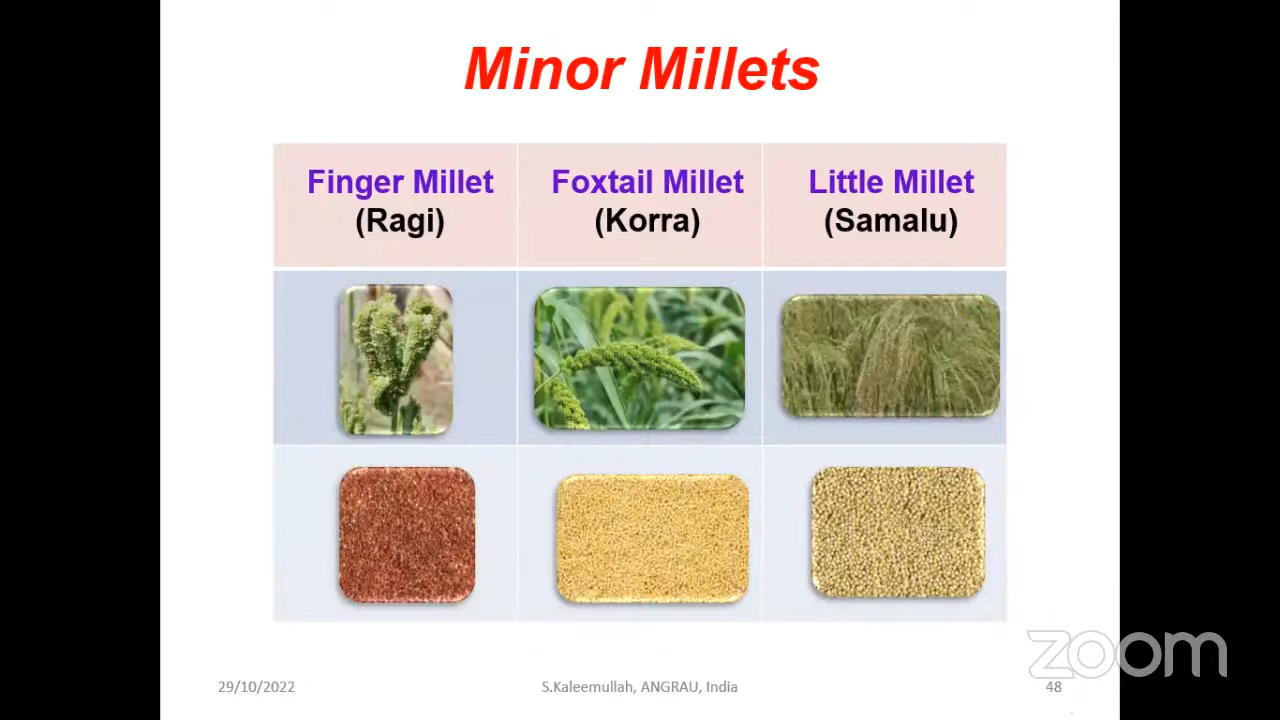 Minor Millets
Finger Millet
(Ragi)
Foxtail Millet
(Korra)
Little Millet
(Samalu)
zoom
29/10/2022
S.Kaleemullah, ANGRAU, India
48